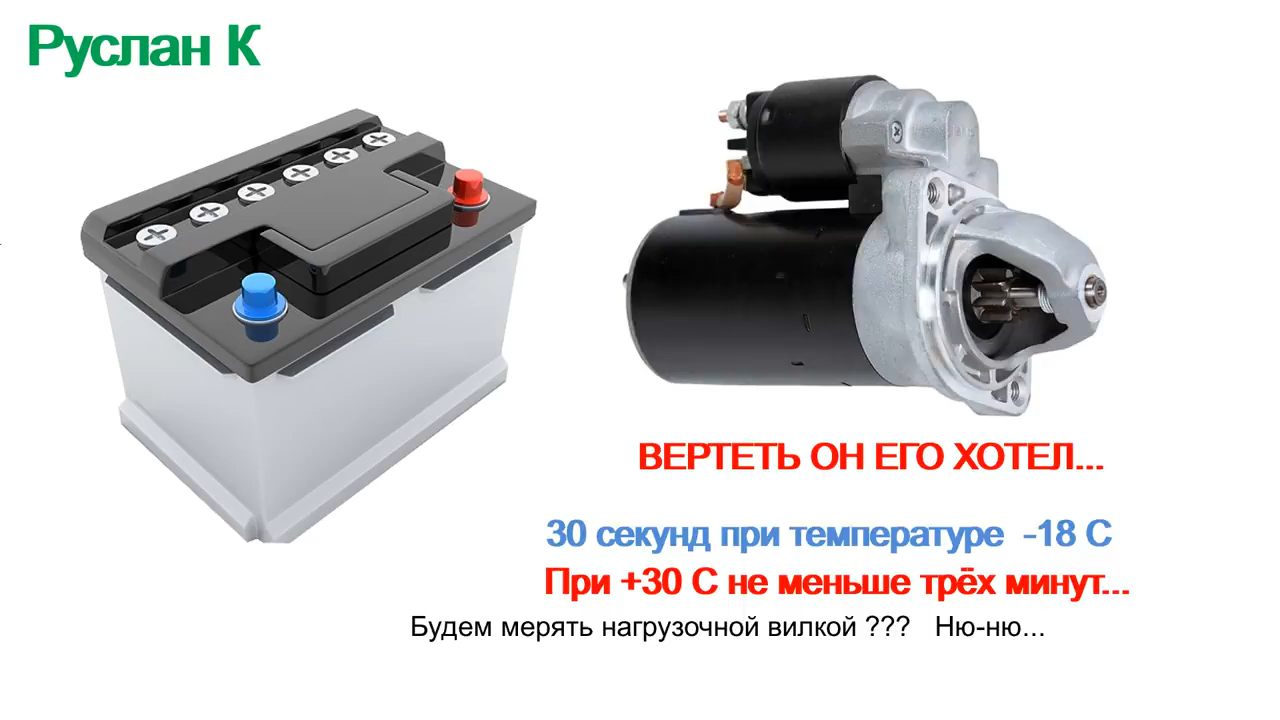 Руслан К
ВЕРТЕТЬ ОН ЕГО ХОТЕЛ...
30 секунд при температуре -18 С
При +30 С не меньше трёх минут...
Будем мерять нагрузочной вилкой ??? Ню-ню...